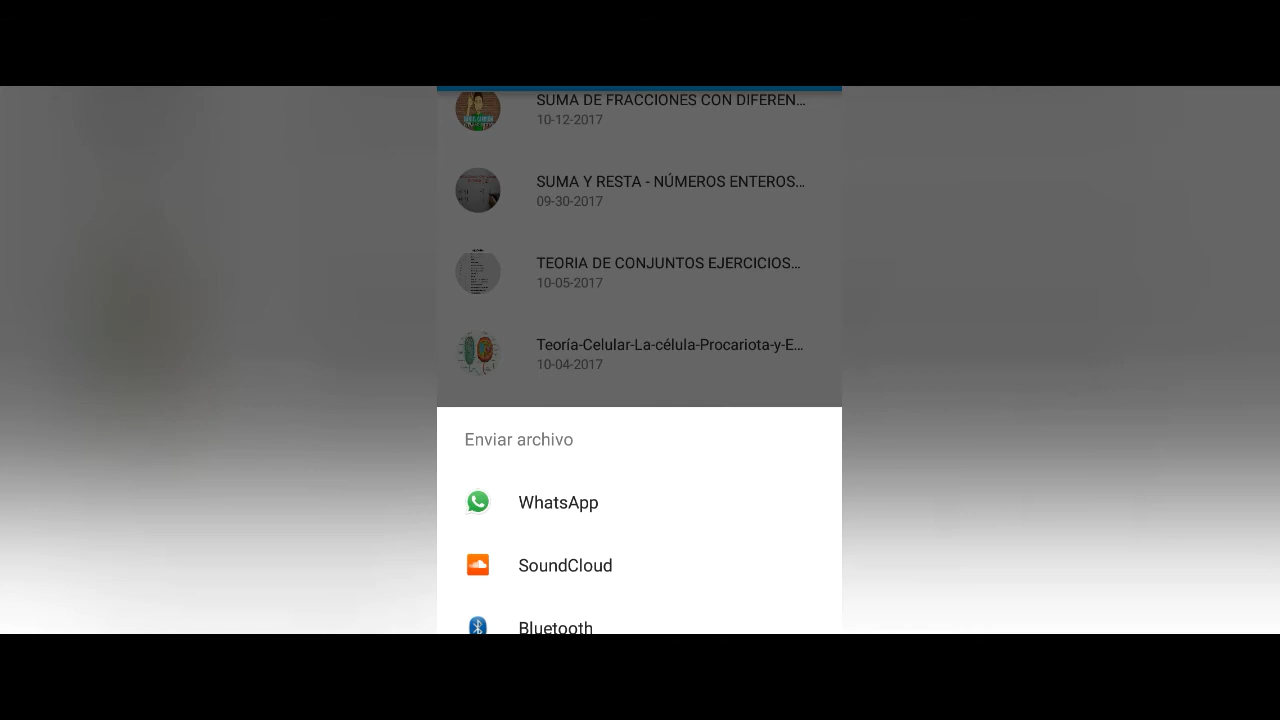 SUMA DE FRACCIONES CON DIFEREN...
10-12-2017
SUMA Y RESTA - NÚMEROS ENTEROS...
09-30-2017
TEORIA DE CONJUNTOS EJERCICIOS...
10-05-2017
Teoría-Celular-La-célula-Procariota-y-E...
10-04-2017
Enviar archivo
WhatsApp
SoundCloud
Bluetooth